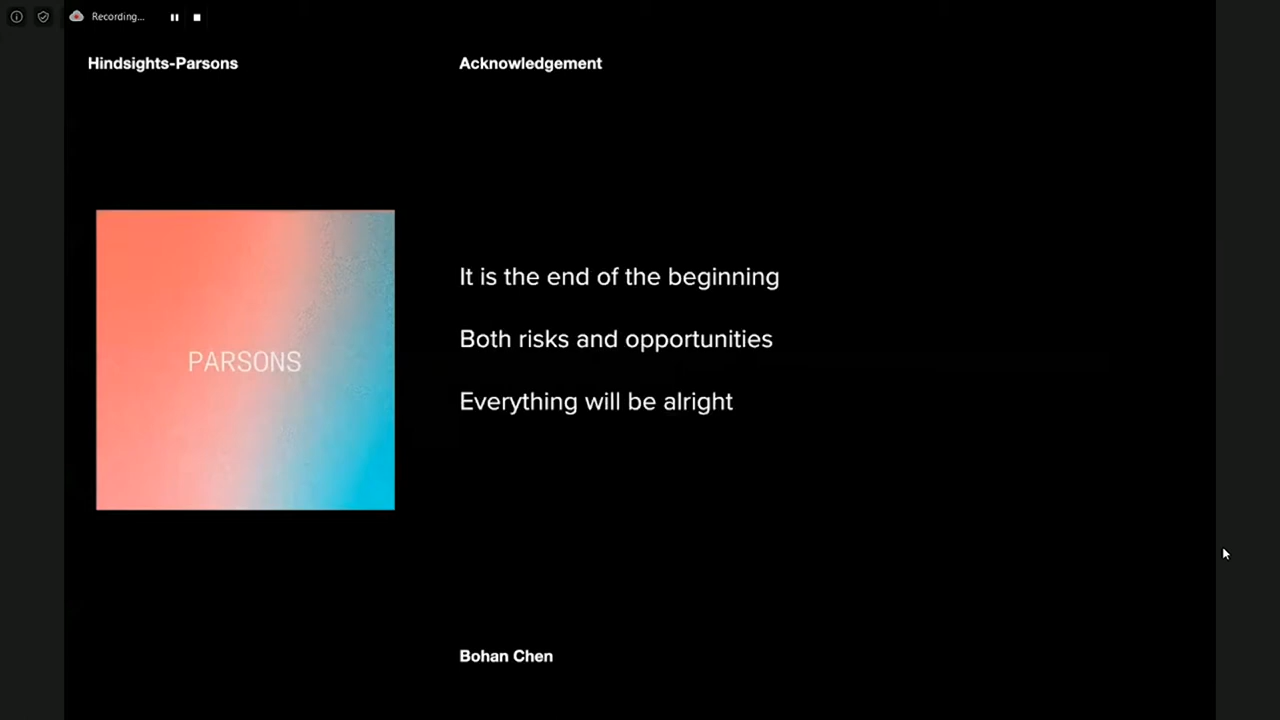 Recording...
Hindsights-Parsons
Acknowledgement
PARSONS
It is the end of the beginning
Both risks and opportunities
Everything will be alright
Bohan Chen